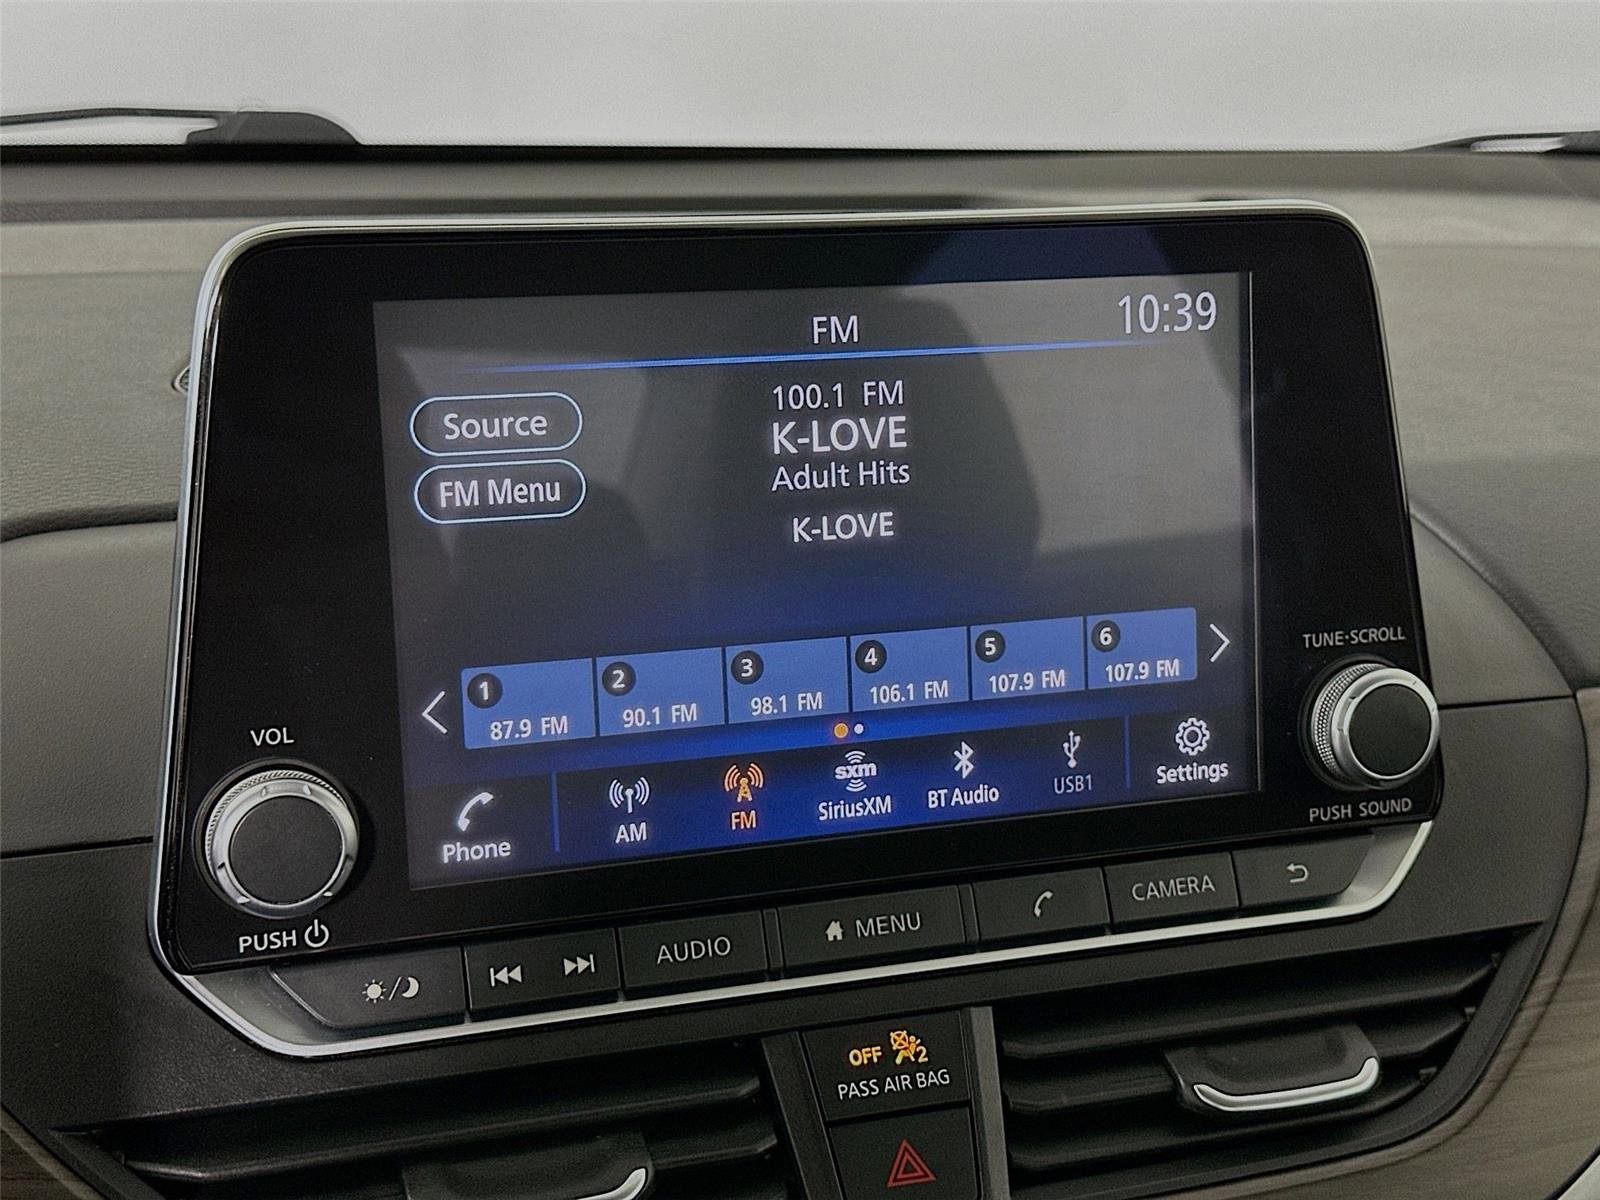 FM
10:39
Source
FM Menu
100.1 FM
K-LOVE
Adult Hits
K-LOVE
1 2 3 4 5 6
87.9 FM 90.1 FM 98.1 FM 106.1 FM 107.9 FM 107.9 FM
Phone AM FM sxm SiriusXM BT Audio USB1 Settings
VOL
PUSH
TUNE·SCROLL
PUSH SOUND
AUDIO MENU CAMERA
OFF 2
PASS AIR BAG